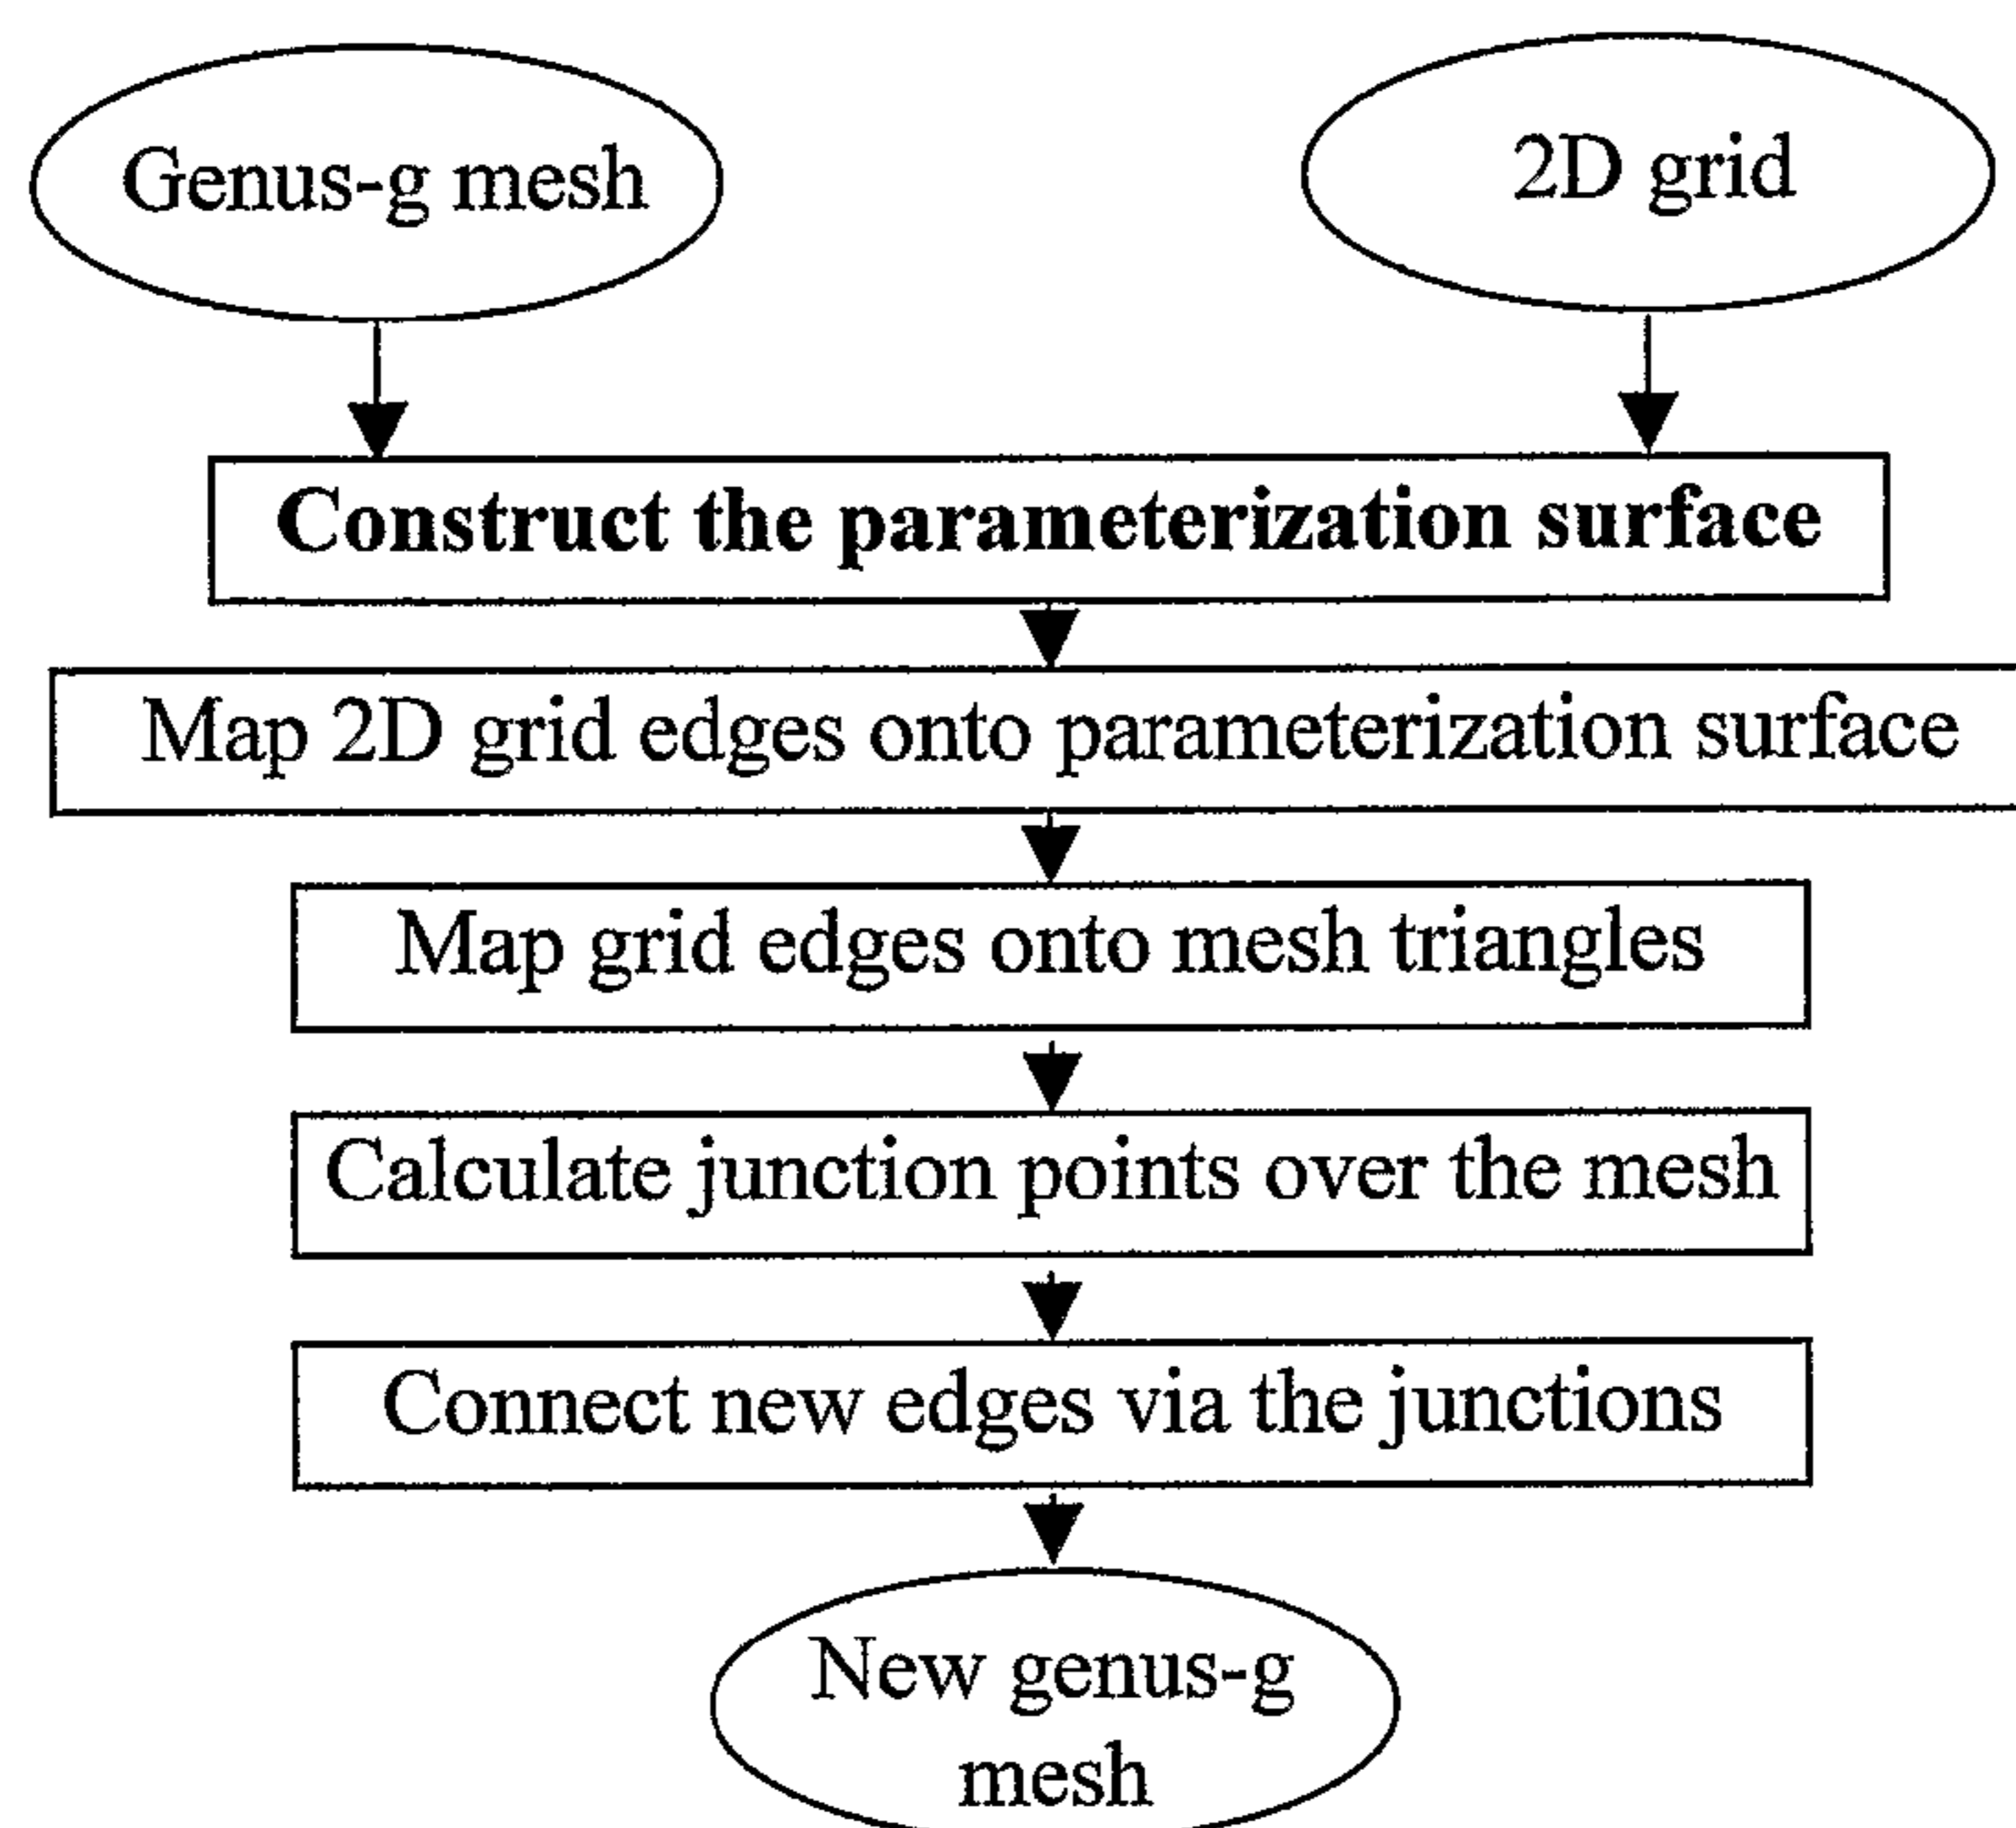 Genus-g mesh
2D grid
Construct the parameterization surface
Map 2D grid edges onto parameterization surface
Map grid edges onto mesh triangles
Calculate junction points over the mesh
Connect new edges via the junctions
New genus-g
mesh